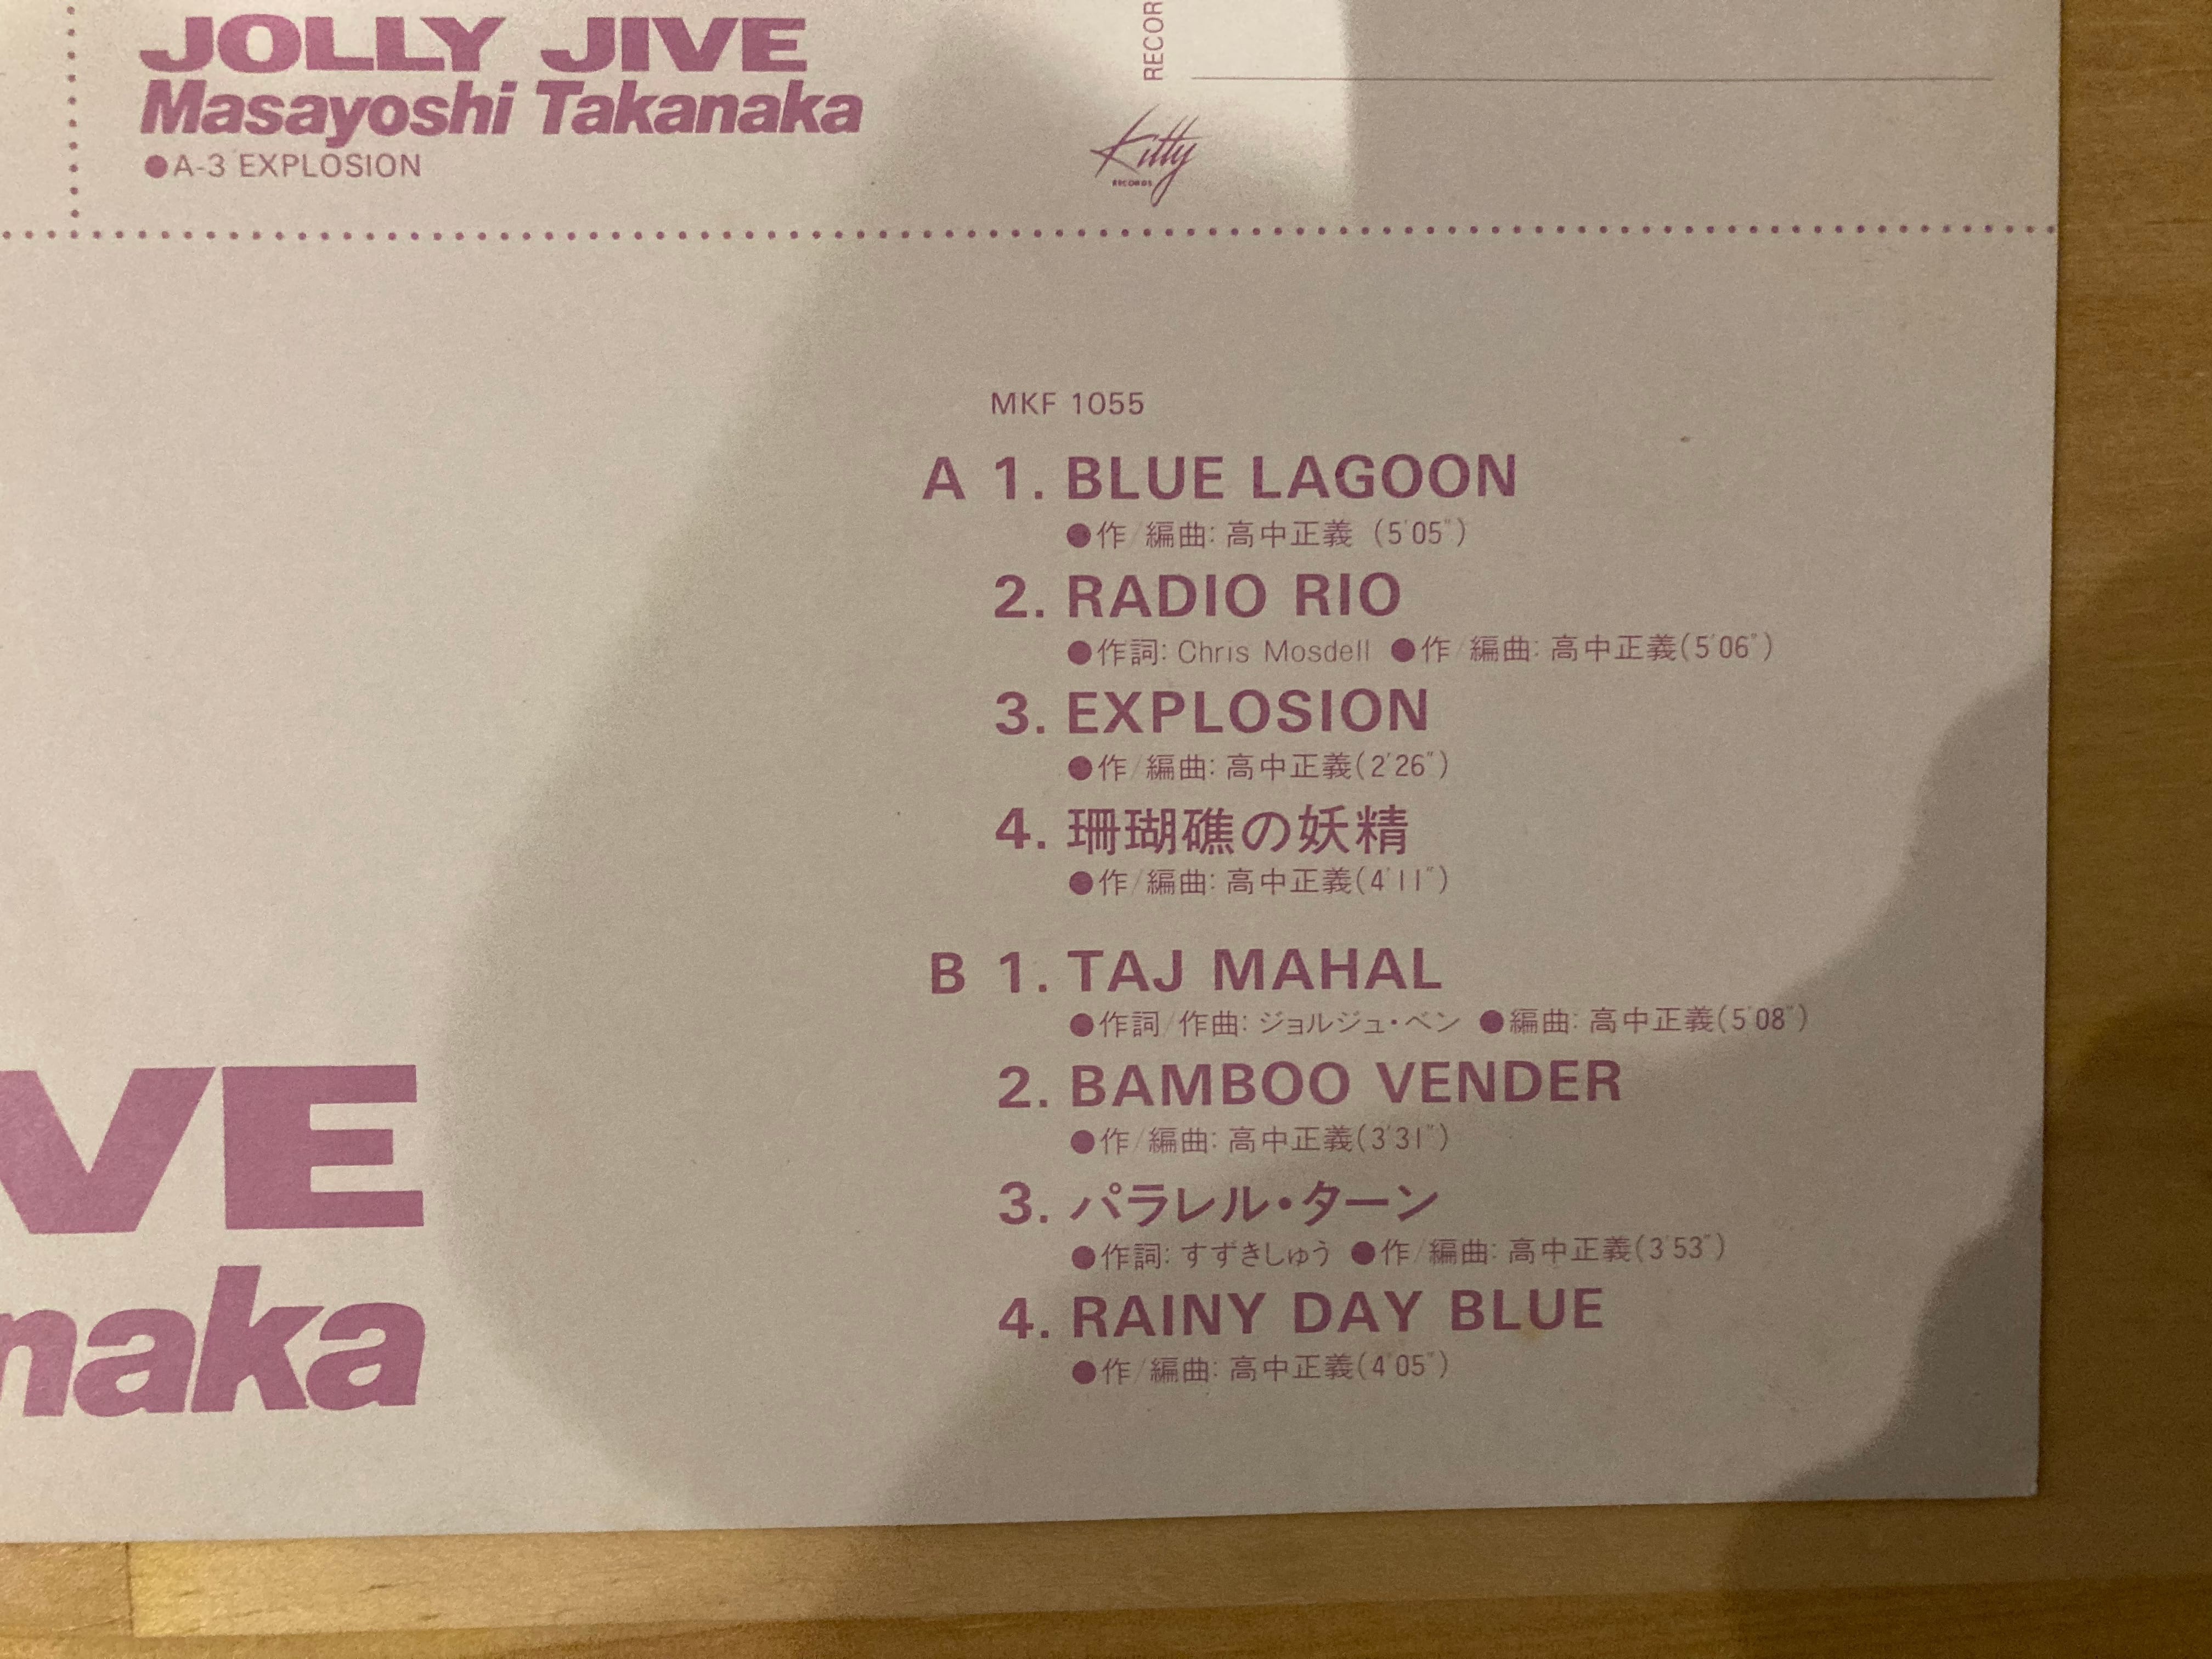 JOLLY JIVE
Masayoshi Takanaka
●A-3 EXPLOSION
RECOR
Kitty
RECORDS
MKF 1055
A 1. BLUE LAGOON
●作/編曲: 高中正義 (5'05")
2. RADIO RIO
●作詞: Chris Mosdell ●作/編曲: 高中正義(5'06")
3. EXPLOSION
●作/編曲: 高中正義(2'26")
4. 珊瑚礁の妖精
●作/編曲: 高中正義(4'11")
B 1. TAJ MAHAL
●作詞/作曲: ジョルジュ・ベン ●編曲: 高中正義(5'08")
2. BAMBOO VENDER
●作/編曲: 高中正義(3'31")
3. パラレル・ターン
●作詞: すずきしゅう ●作/編曲: 高中正義(3'53")
4. RAINY DAY BLUE
●作/編曲: 高中正義(4'05")
VE
naka